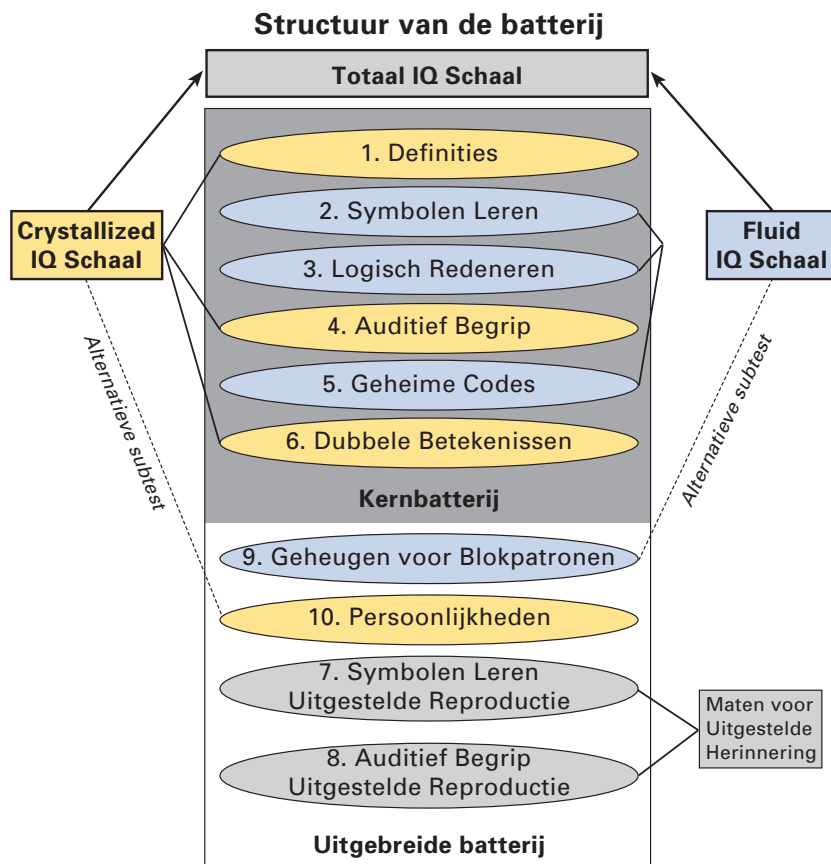 Structuur van de batterij
Totaal IQ Schaal
1. Definities
2. Symbolen Leren
Crystallized
IQ Schaal
Fluid
IQ Schaal
3. Logisch Redeneren
4. Auditief Begrip
Alternatieve subtest
Alternatieve subtest
5. Geheime Codes
6. Dubbele Betekenissen
Kernbatterij
9. Geheugen voor Blokpatronen
10. Persoonlijkheden
7. Symbolen Leren
Uitgestelde Reproductie
Maten voor
Uitgestelde
Herinnering
8. Auditief Begrip
Uitgestelde Reproductie
Uitgebreide batterij